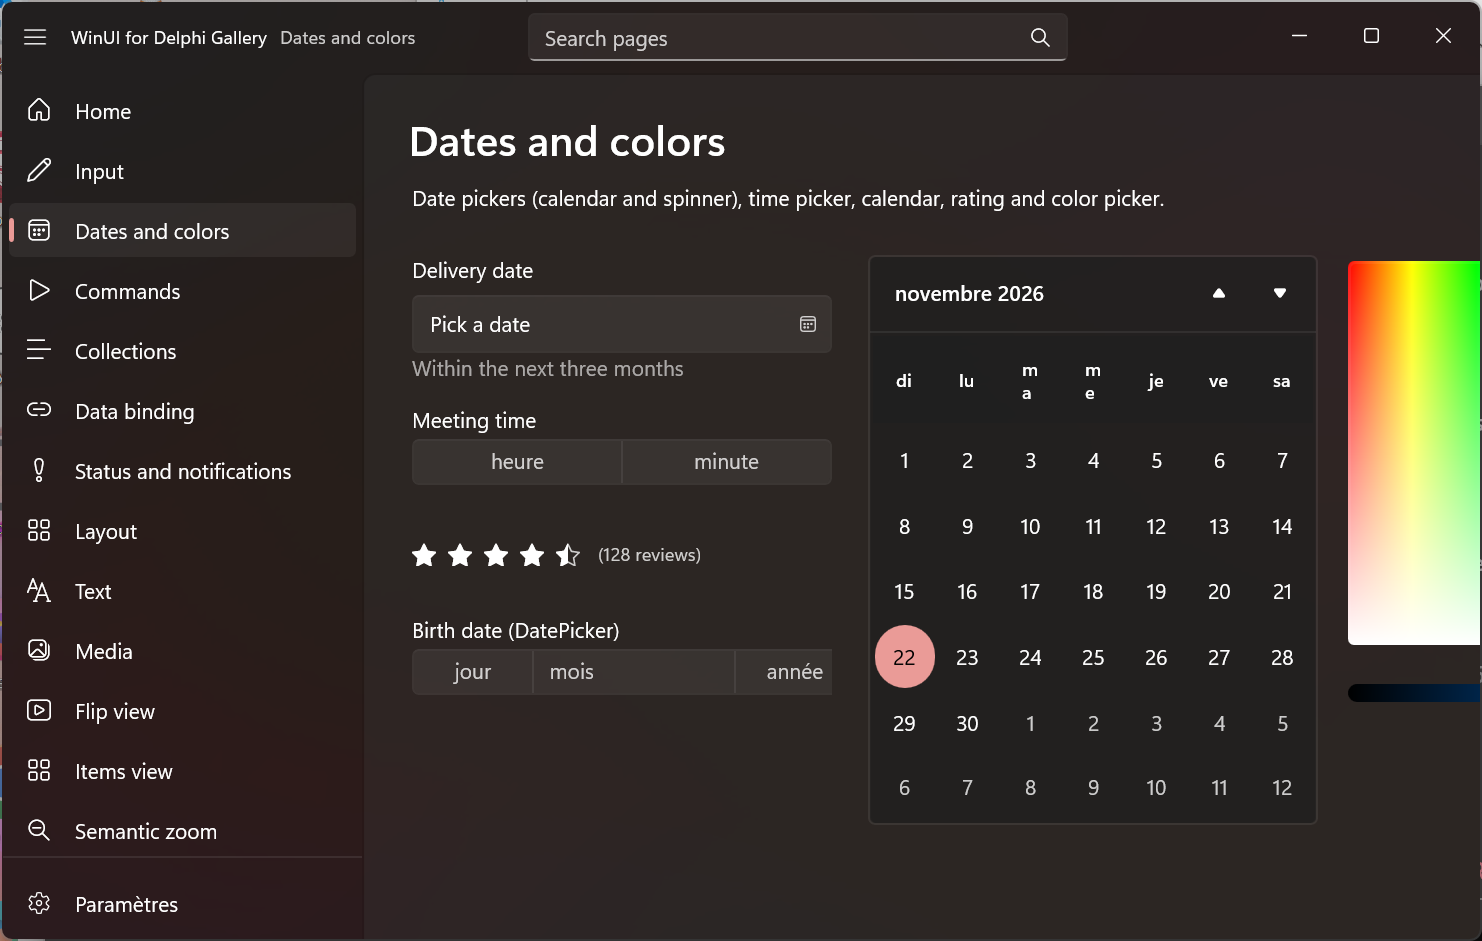 WinUI for Delphi Gallery Dates and colors
Search pages
Home
Input
Dates and colors
Commands
Collections
Data binding
Status and notifications
Layout
Text
Media
Flip view
Items view
Semantic zoom
Paramètres
Dates and colors
Date pickers (calendar and spinner), time picker, calendar, rating and color picker.
Delivery date
Pick a date
Within the next three months
Meeting time
heure minute
(128 reviews)
Birth date (DatePicker)
jour mois année
novembre 2026
di lu ma me je ve sa
1 2 3 4 5 6 7
8 9 10 11 12 13 14
15 16 17 18 19 20 21
22 23 24 25 26 27 28
29 30 1 2 3 4 5
6 7 8 9 10 11 12